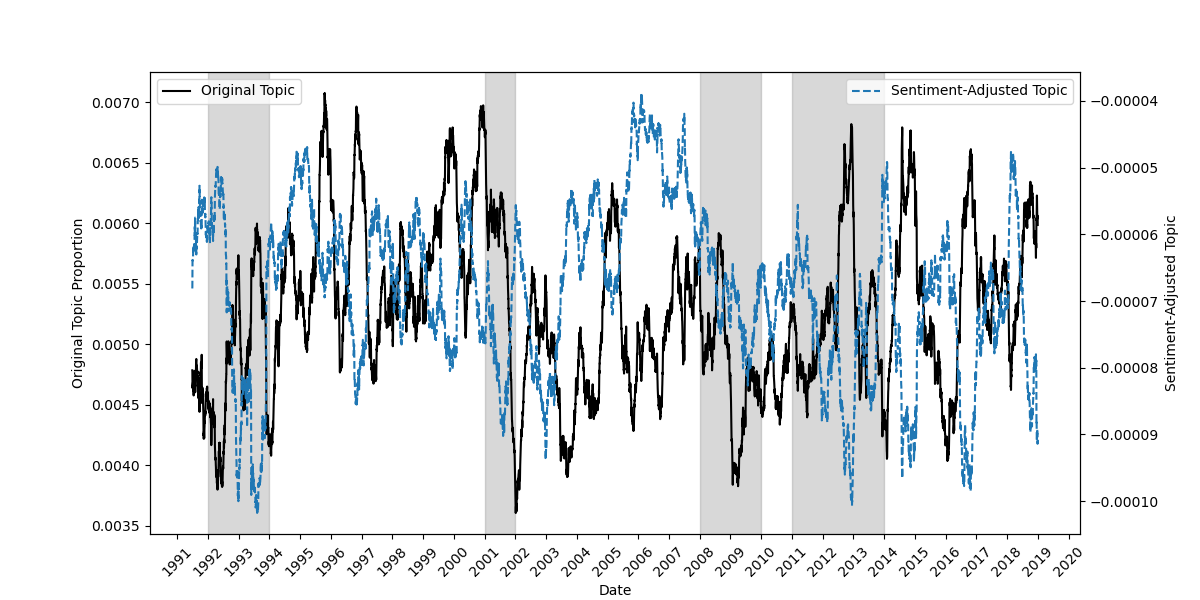 Original Topic
Sentiment-Adjusted Topic
0.0070
0.0065
0.0060
0.0055
0.0050
0.0045
0.0040
0.0035
Original Topic Proportion
−0.00004
−0.00005
−0.00006
−0.00007
−0.00008
−0.00009
−0.00010
Sentiment-Adjusted Topic
1991 1992 1993 1994 1995 1996 1997 1998 1999 2000 2001 2002 2003 2004 2005 2006 2007 2008 2009 2010 2011 2012 2013 2014 2015 2016 2017 2018 2019 2020
Date